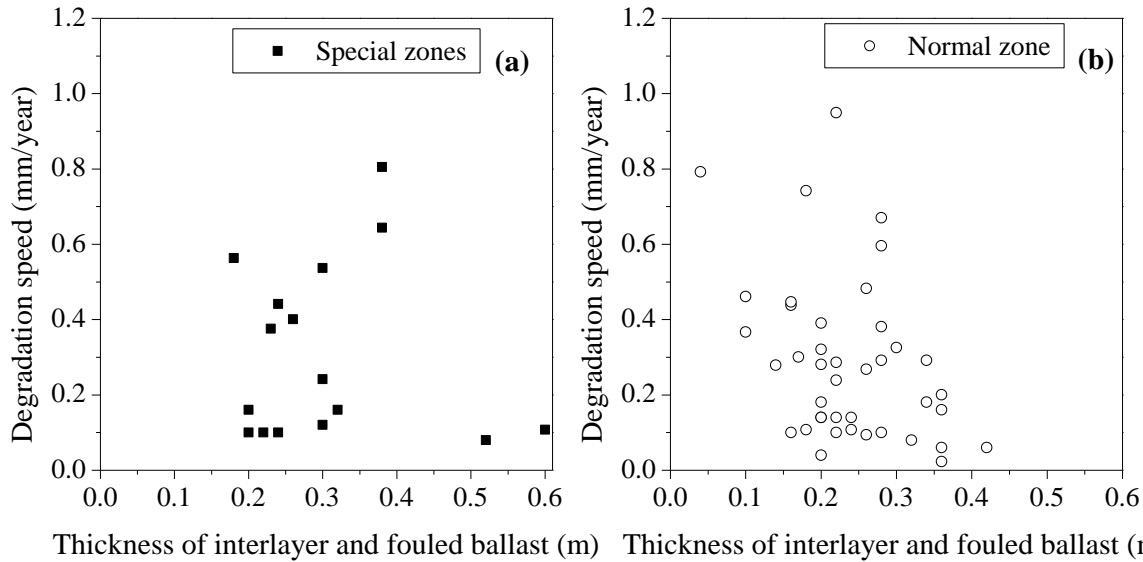 1.2
1.0
0.8
0.6
0.4
0.2
0.0
Degradation speed (mm/year)
Special zones
(a)
0.0 0.1 0.2 0.3 0.4 0.5 0.6
Thickness of interlayer and fouled ballast (m)
1.2
1.0
0.8
0.6
0.4
0.2
0.0
Degradation speed (mm/year)
Normal zone
(b)
0.0 0.1 0.2 0.3 0.4 0.5 0.6
Thickness of interlayer and fouled ballast (